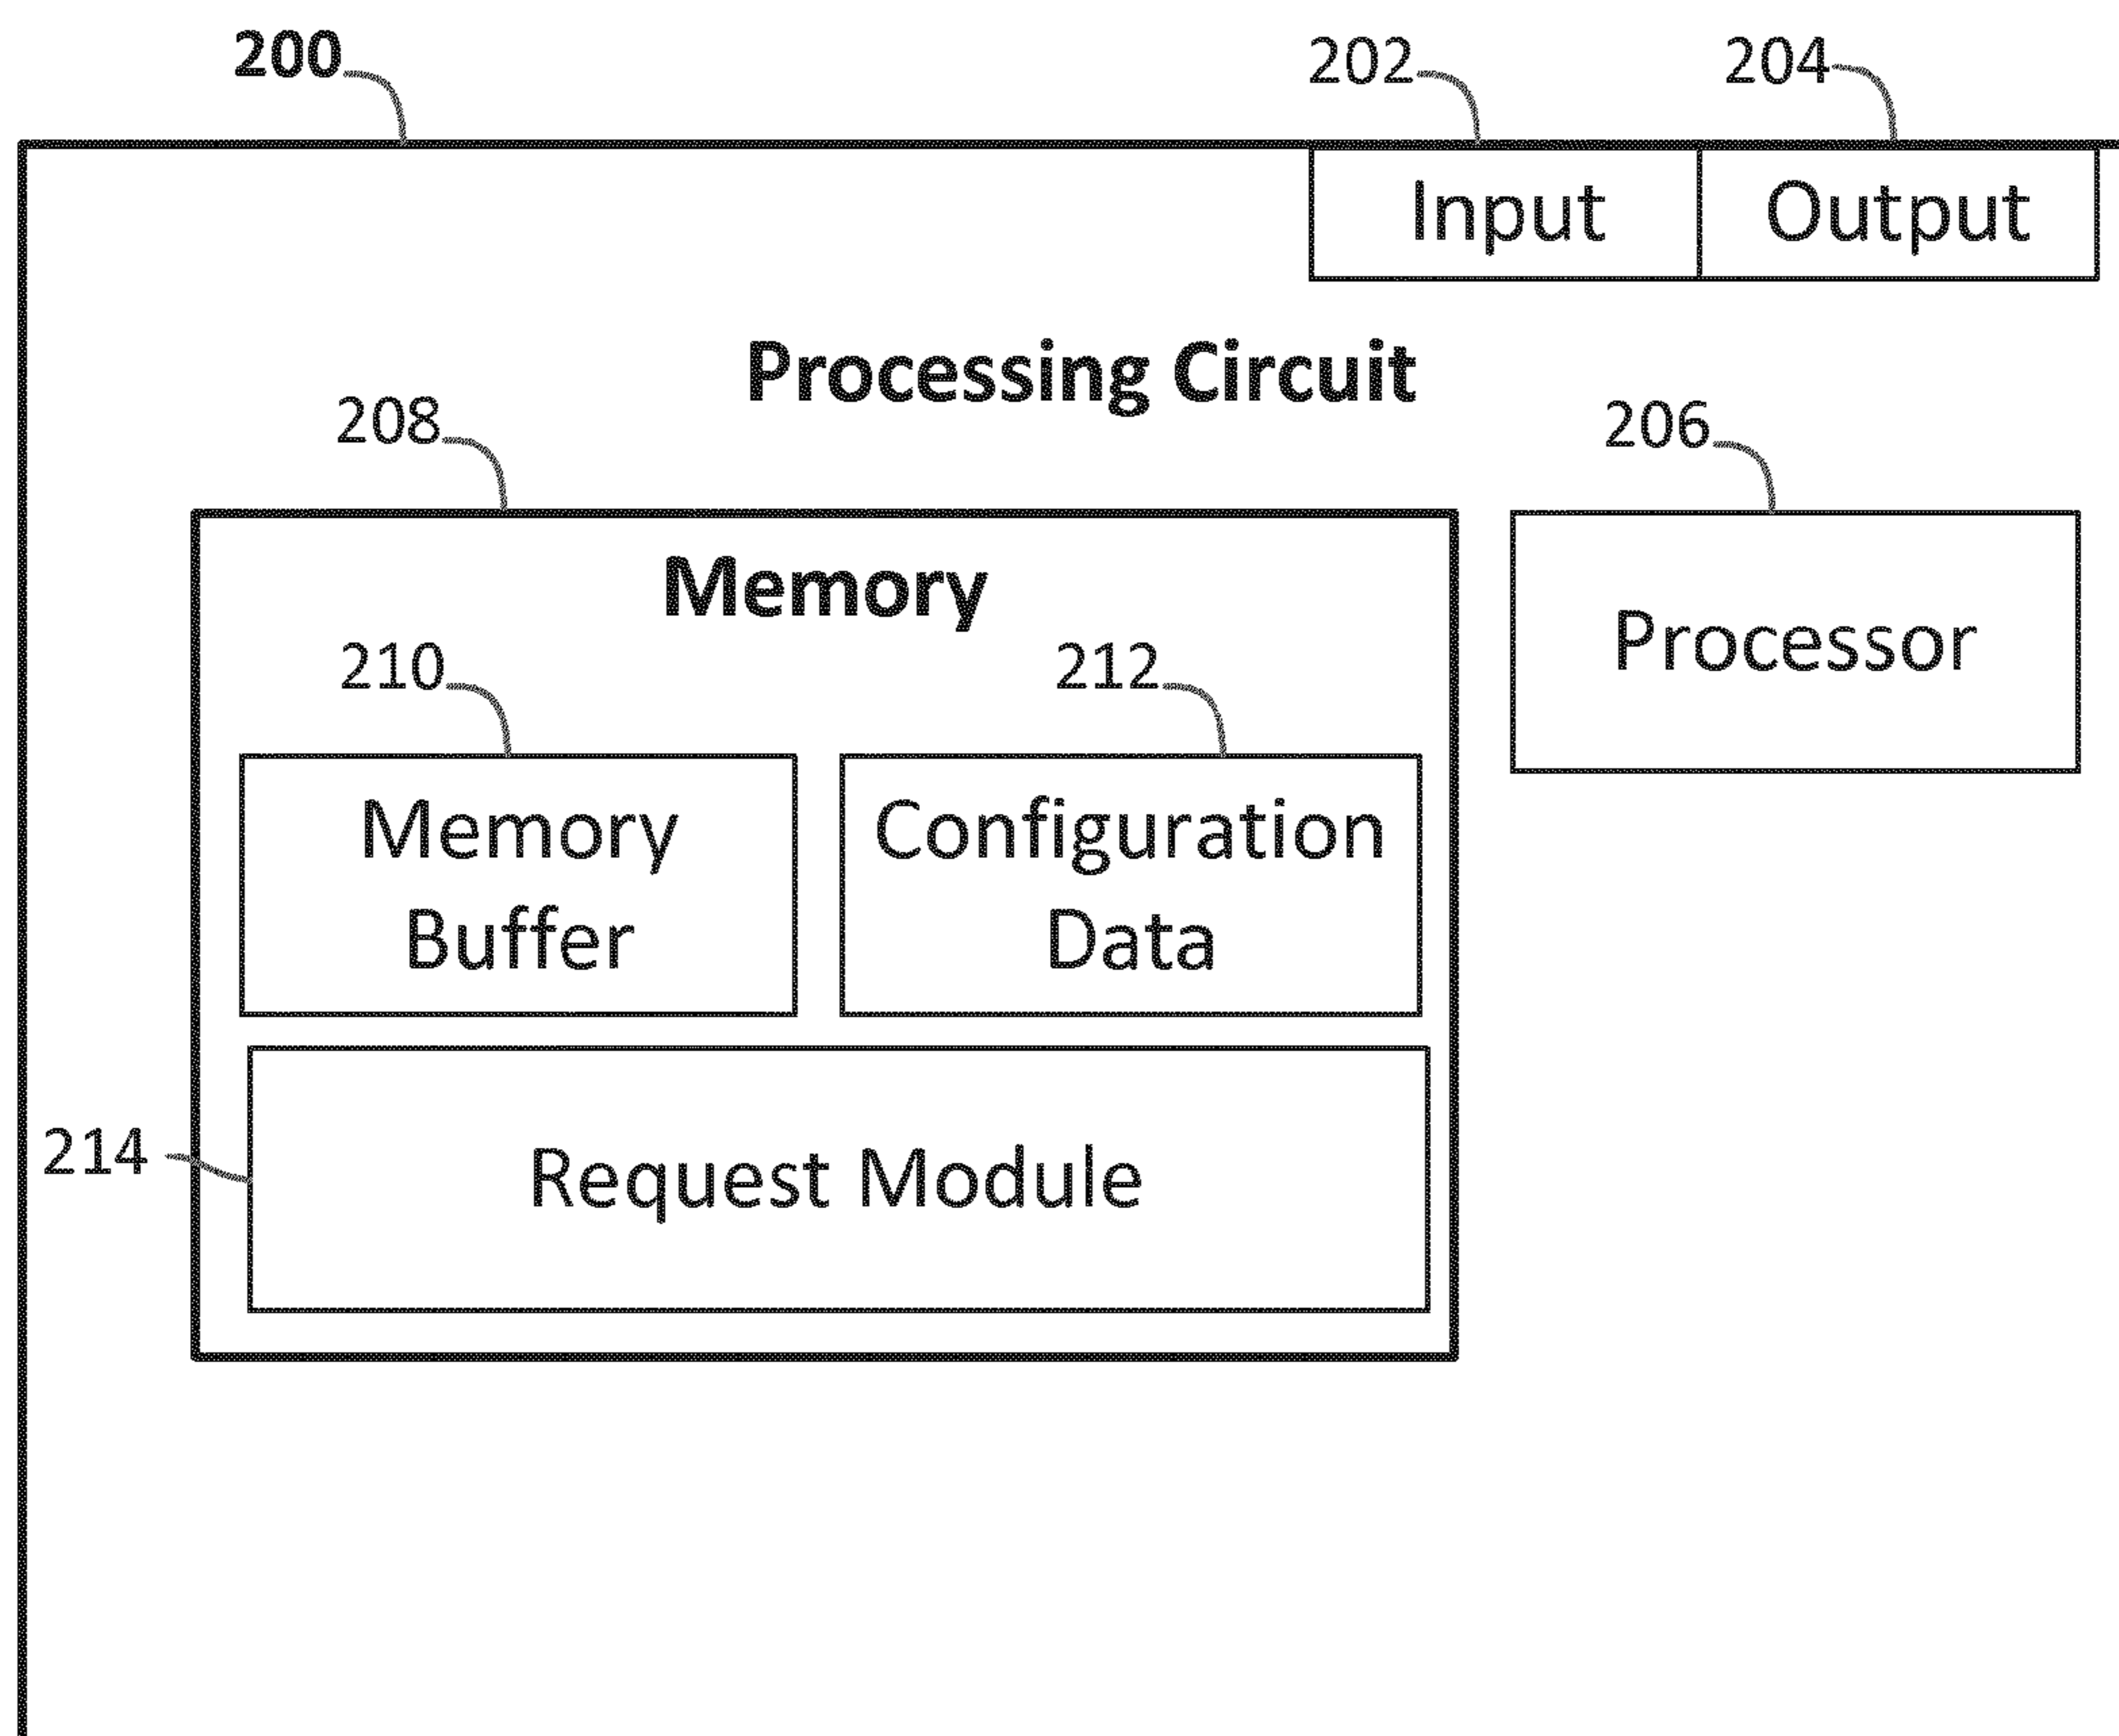 200
202
204
Input
Output
Processing Circuit
208
206
Memory
Processor
210
212
Memory
Buffer
Configuration
Data
214
Request Module